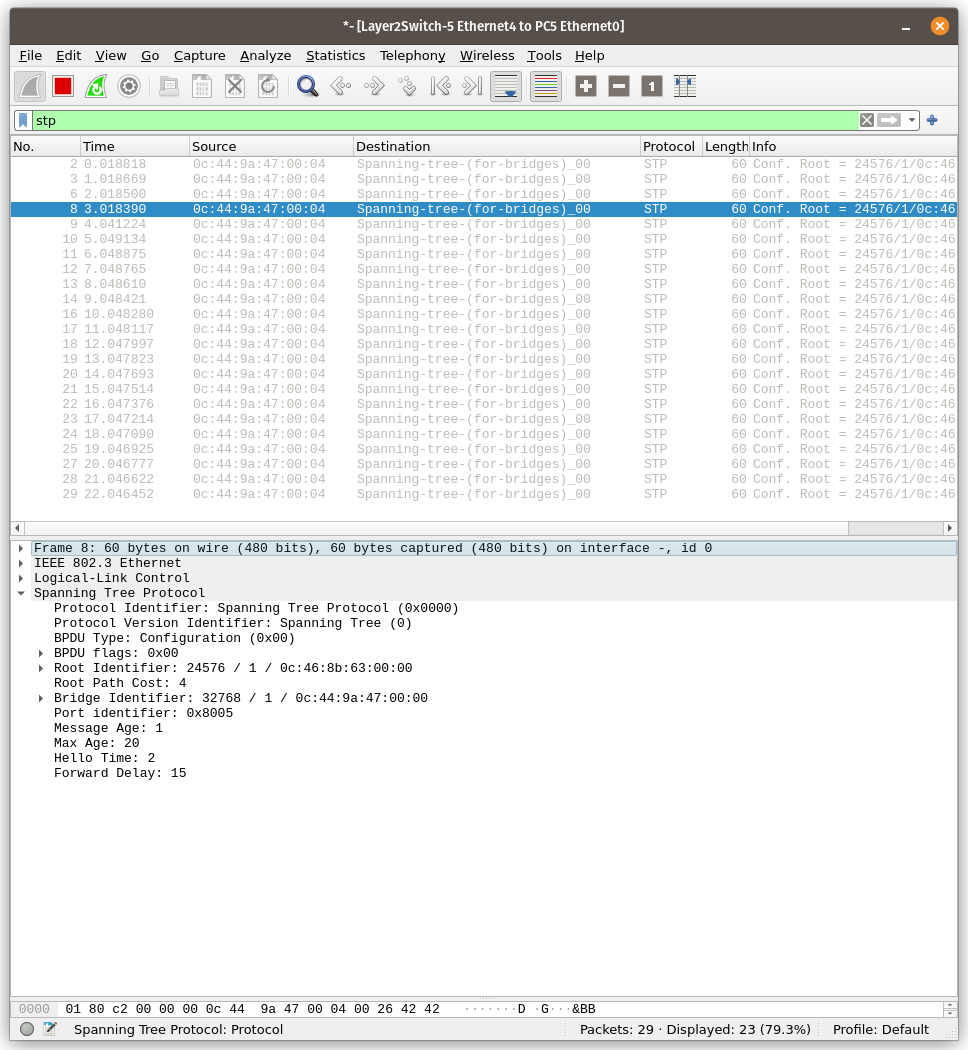 *- [Layer2Switch-5 Ethernet4 to PC5 Ethernet0]
File Edit View Go Capture Analyze Statistics Telephony Wireless Tools Help
stp
No. Time Source Destination Protocol Length Info
2 0.018818 0c:44:9a:47:00:04 Spanning-tree-(for-bridges)_00 STP 60 Conf. Root = 24576/1/0c:46
3 1.018669 0c:44:9a:47:00:04 Spanning-tree-(for-bridges)_00 STP 60 Conf. Root = 24576/1/0c:46
6 2.018500 0c:44:9a:47:00:04 Spanning-tree-(for-bridges)_00 STP 60 Conf. Root = 24576/1/0c:46
8 3.018390 0c:44:9a:47:00:04 Spanning-tree-(for-bridges)_00 STP 60 Conf. Root = 24576/1/0c:46
9 4.041224 0c:44:9a:47:00:04 Spanning-tree-(for-bridges)_00 STP 60 Conf. Root = 24576/1/0c:46
10 5.049134 0c:44:9a:47:00:04 Spanning-tree-(for-bridges)_00 STP 60 Conf. Root = 24576/1/0c:46
11 6.048875 0c:44:9a:47:00:04 Spanning-tree-(for-bridges)_00 STP 60 Conf. Root = 24576/1/0c:46
12 7.048765 0c:44:9a:47:00:04 Spanning-tree-(for-bridges)_00 STP 60 Conf. Root = 24576/1/0c:46
13 8.048610 0c:44:9a:47:00:04 Spanning-tree-(for-bridges)_00 STP 60 Conf. Root = 24576/1/0c:46
14 9.048421 0c:44:9a:47:00:04 Spanning-tree-(for-bridges)_00 STP 60 Conf. Root = 24576/1/0c:46
16 10.048280 0c:44:9a:47:00:04 Spanning-tree-(for-bridges)_00 STP 60 Conf. Root = 24576/1/0c:46
17 11.048117 0c:44:9a:47:00:04 Spanning-tree-(for-bridges)_00 STP 60 Conf. Root = 24576/1/0c:46
18 12.047997 0c:44:9a:47:00:04 Spanning-tree-(for-bridges)_00 STP 60 Conf. Root = 24576/1/0c:46
19 13.047823 0c:44:9a:47:00:04 Spanning-tree-(for-bridges)_00 STP 60 Conf. Root = 24576/1/0c:46
20 14.047693 0c:44:9a:47:00:04 Spanning-tree-(for-bridges)_00 STP 60 Conf. Root = 24576/1/0c:46
21 15.047514 0c:44:9a:47:00:04 Spanning-tree-(for-bridges)_00 STP 60 Conf. Root = 24576/1/0c:46
22 16.047376 0c:44:9a:47:00:04 Spanning-tree-(for-bridges)_00 STP 60 Conf. Root = 24576/1/0c:46
23 17.047214 0c:44:9a:47:00:04 Spanning-tree-(for-bridges)_00 STP 60 Conf. Root = 24576/1/0c:46
24 18.047090 0c:44:9a:47:00:04 Spanning-tree-(for-bridges)_00 STP 60 Conf. Root = 24576/1/0c:46
25 19.046925 0c:44:9a:47:00:04 Spanning-tree-(for-bridges)_00 STP 60 Conf. Root = 24576/1/0c:46
27 20.046777 0c:44:9a:47:00:04 Spanning-tree-(for-bridges)_00 STP 60 Conf. Root = 24576/1/0c:46
28 21.046622 0c:44:9a:47:00:04 Spanning-tree-(for-bridges)_00 STP 60 Conf. Root = 24576/1/0c:46
29 22.046452 0c:44:9a:47:00:04 Spanning-tree-(for-bridges)_00 STP 60 Conf. Root = 24576/1/0c:46
Frame 8: 60 bytes on wire (480 bits), 60 bytes captured (480 bits) on interface -, id 0
IEEE 802.3 Ethernet
Logical-Link Control
Spanning Tree Protocol
Protocol Identifier: Spanning Tree Protocol (0x0000)
Protocol Version Identifier: Spanning Tree (0)
BPDU Type: Configuration (0x00)
BPDU flags: 0x00
Root Identifier: 24576 / 1 / 0c:46:8b:63:00:00
Root Path Cost: 4
Bridge Identifier: 32768 / 1 / 0c:44:9a:47:00:00
Port identifier: 0x8005
Message Age: 1
Max Age: 20
Hello Time: 2
Forward Delay: 15
0000 01 80 c2 00 00 00 0c 44 9a 47 00 04 00 26 42 42 ·······D ·G···&BB
Spanning Tree Protocol: Protocol Packets: 29 · Displayed: 23 (79.3%) Profile: Default